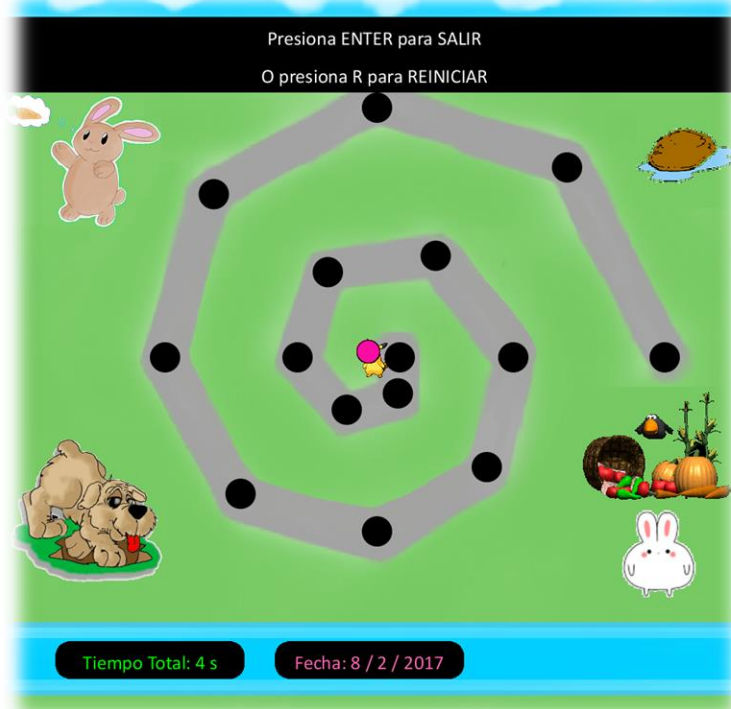 Presiona ENTER para SALIR
O presiona R para REINICIAR
Tiempo Total: 4 s
Fecha: 8 / 2 / 2017